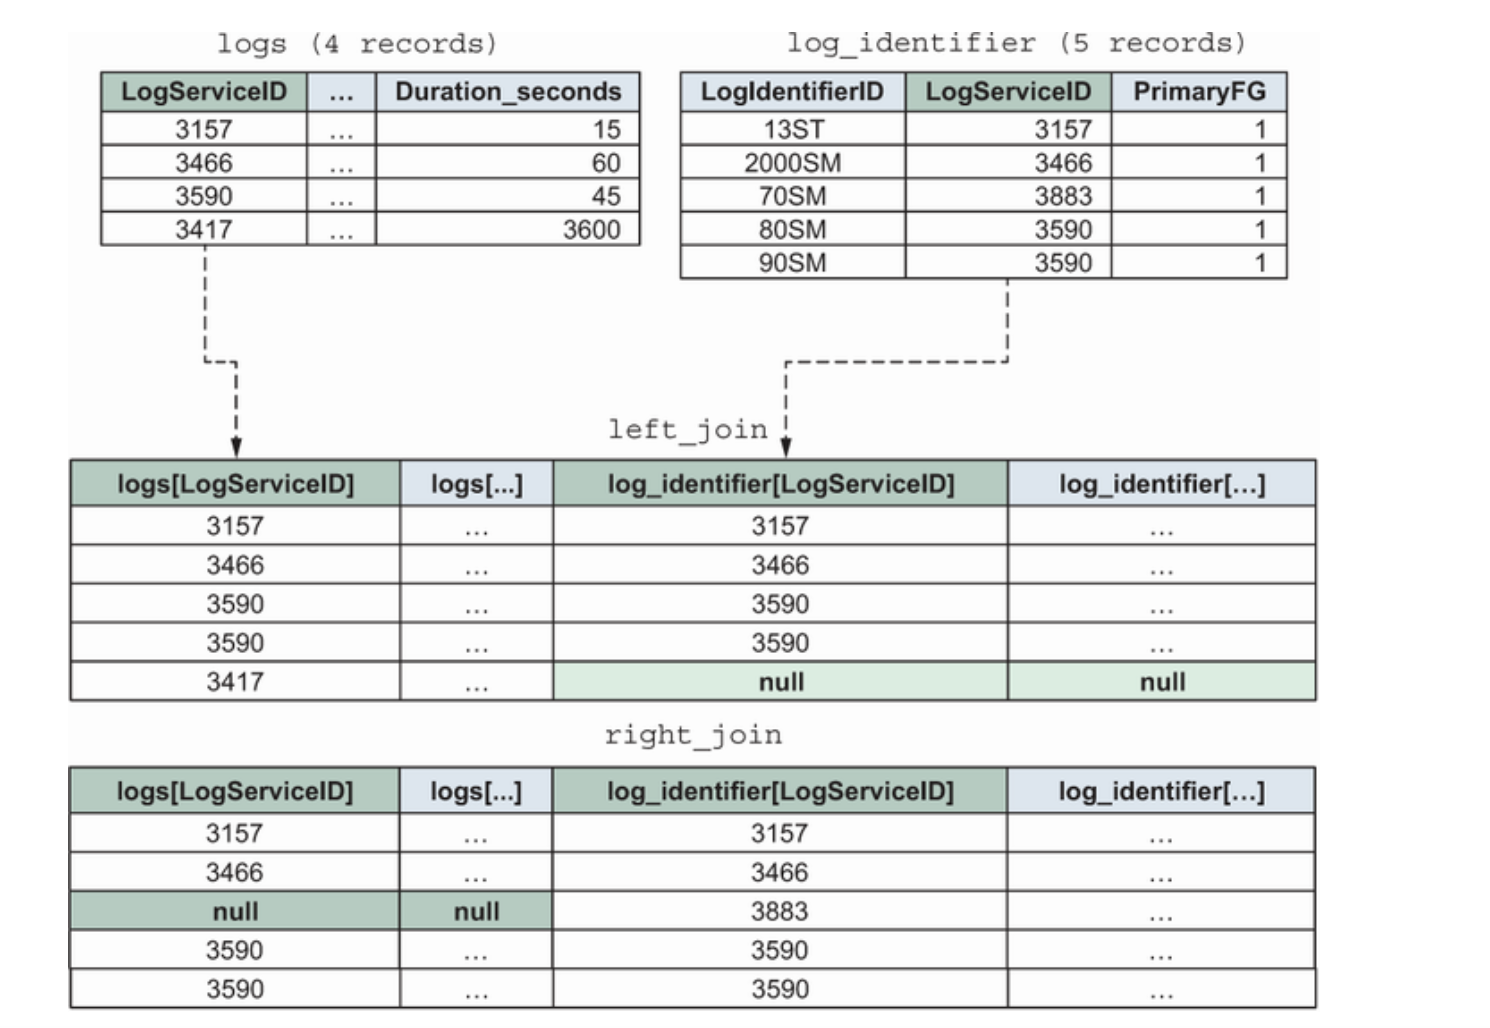 logs (4 records)
LogServiceID ... Duration_seconds
3157 ... 15
3466 ... 60
3590 ... 45
3417 ... 3600
log_identifier (5 records)
LogIdentifierID LogServiceID PrimaryFG
13ST 3157 1
2000SM 3466 1
70SM 3883 1
80SM 3590 1
90SM 3590 1
left_join
logs[LogServiceID] logs[...] log_identifier[LogServiceID] log_identifier[...]
3157 ... 3157 ...
3466 ... 3466 ...
3590 ... 3590 ...
3590 ... 3590 ...
3417 ... null null
right_join
logs[LogServiceID] logs[...] log_identifier[LogServiceID] log_identifier[...]
3157 ... 3157 ...
3466 ... 3466 ...
null null 3883 ...
3590 ... 3590 ...
3590 ... 3590 ...